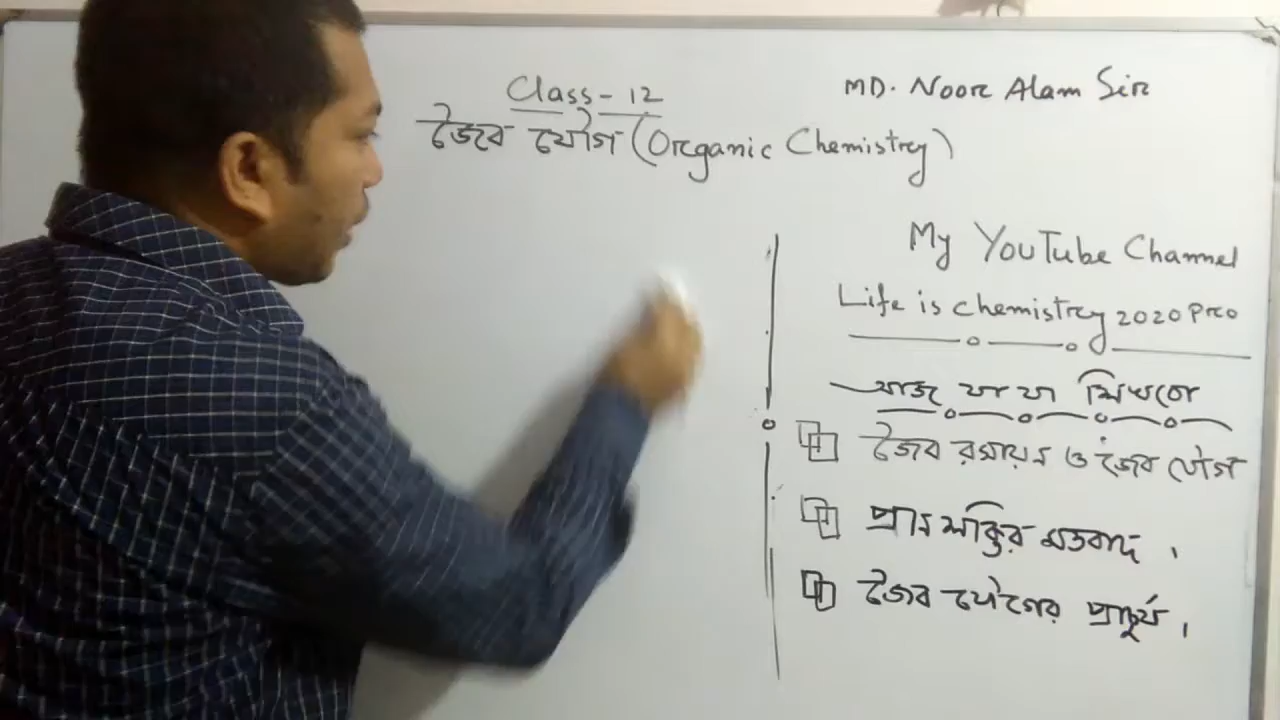 Class - 12
MD. Noor Alam Sir
জৈব যৌগ (Organic Chemistry)
My YouTube Channel
Life is chemistry 2020 Pro
আজ যা যা শিখবো
জৈব রসায়ন ও জৈব যৌগ
প্রান শক্তির মতবাদ ।
জৈব যৌগের প্রাচুর্য ।